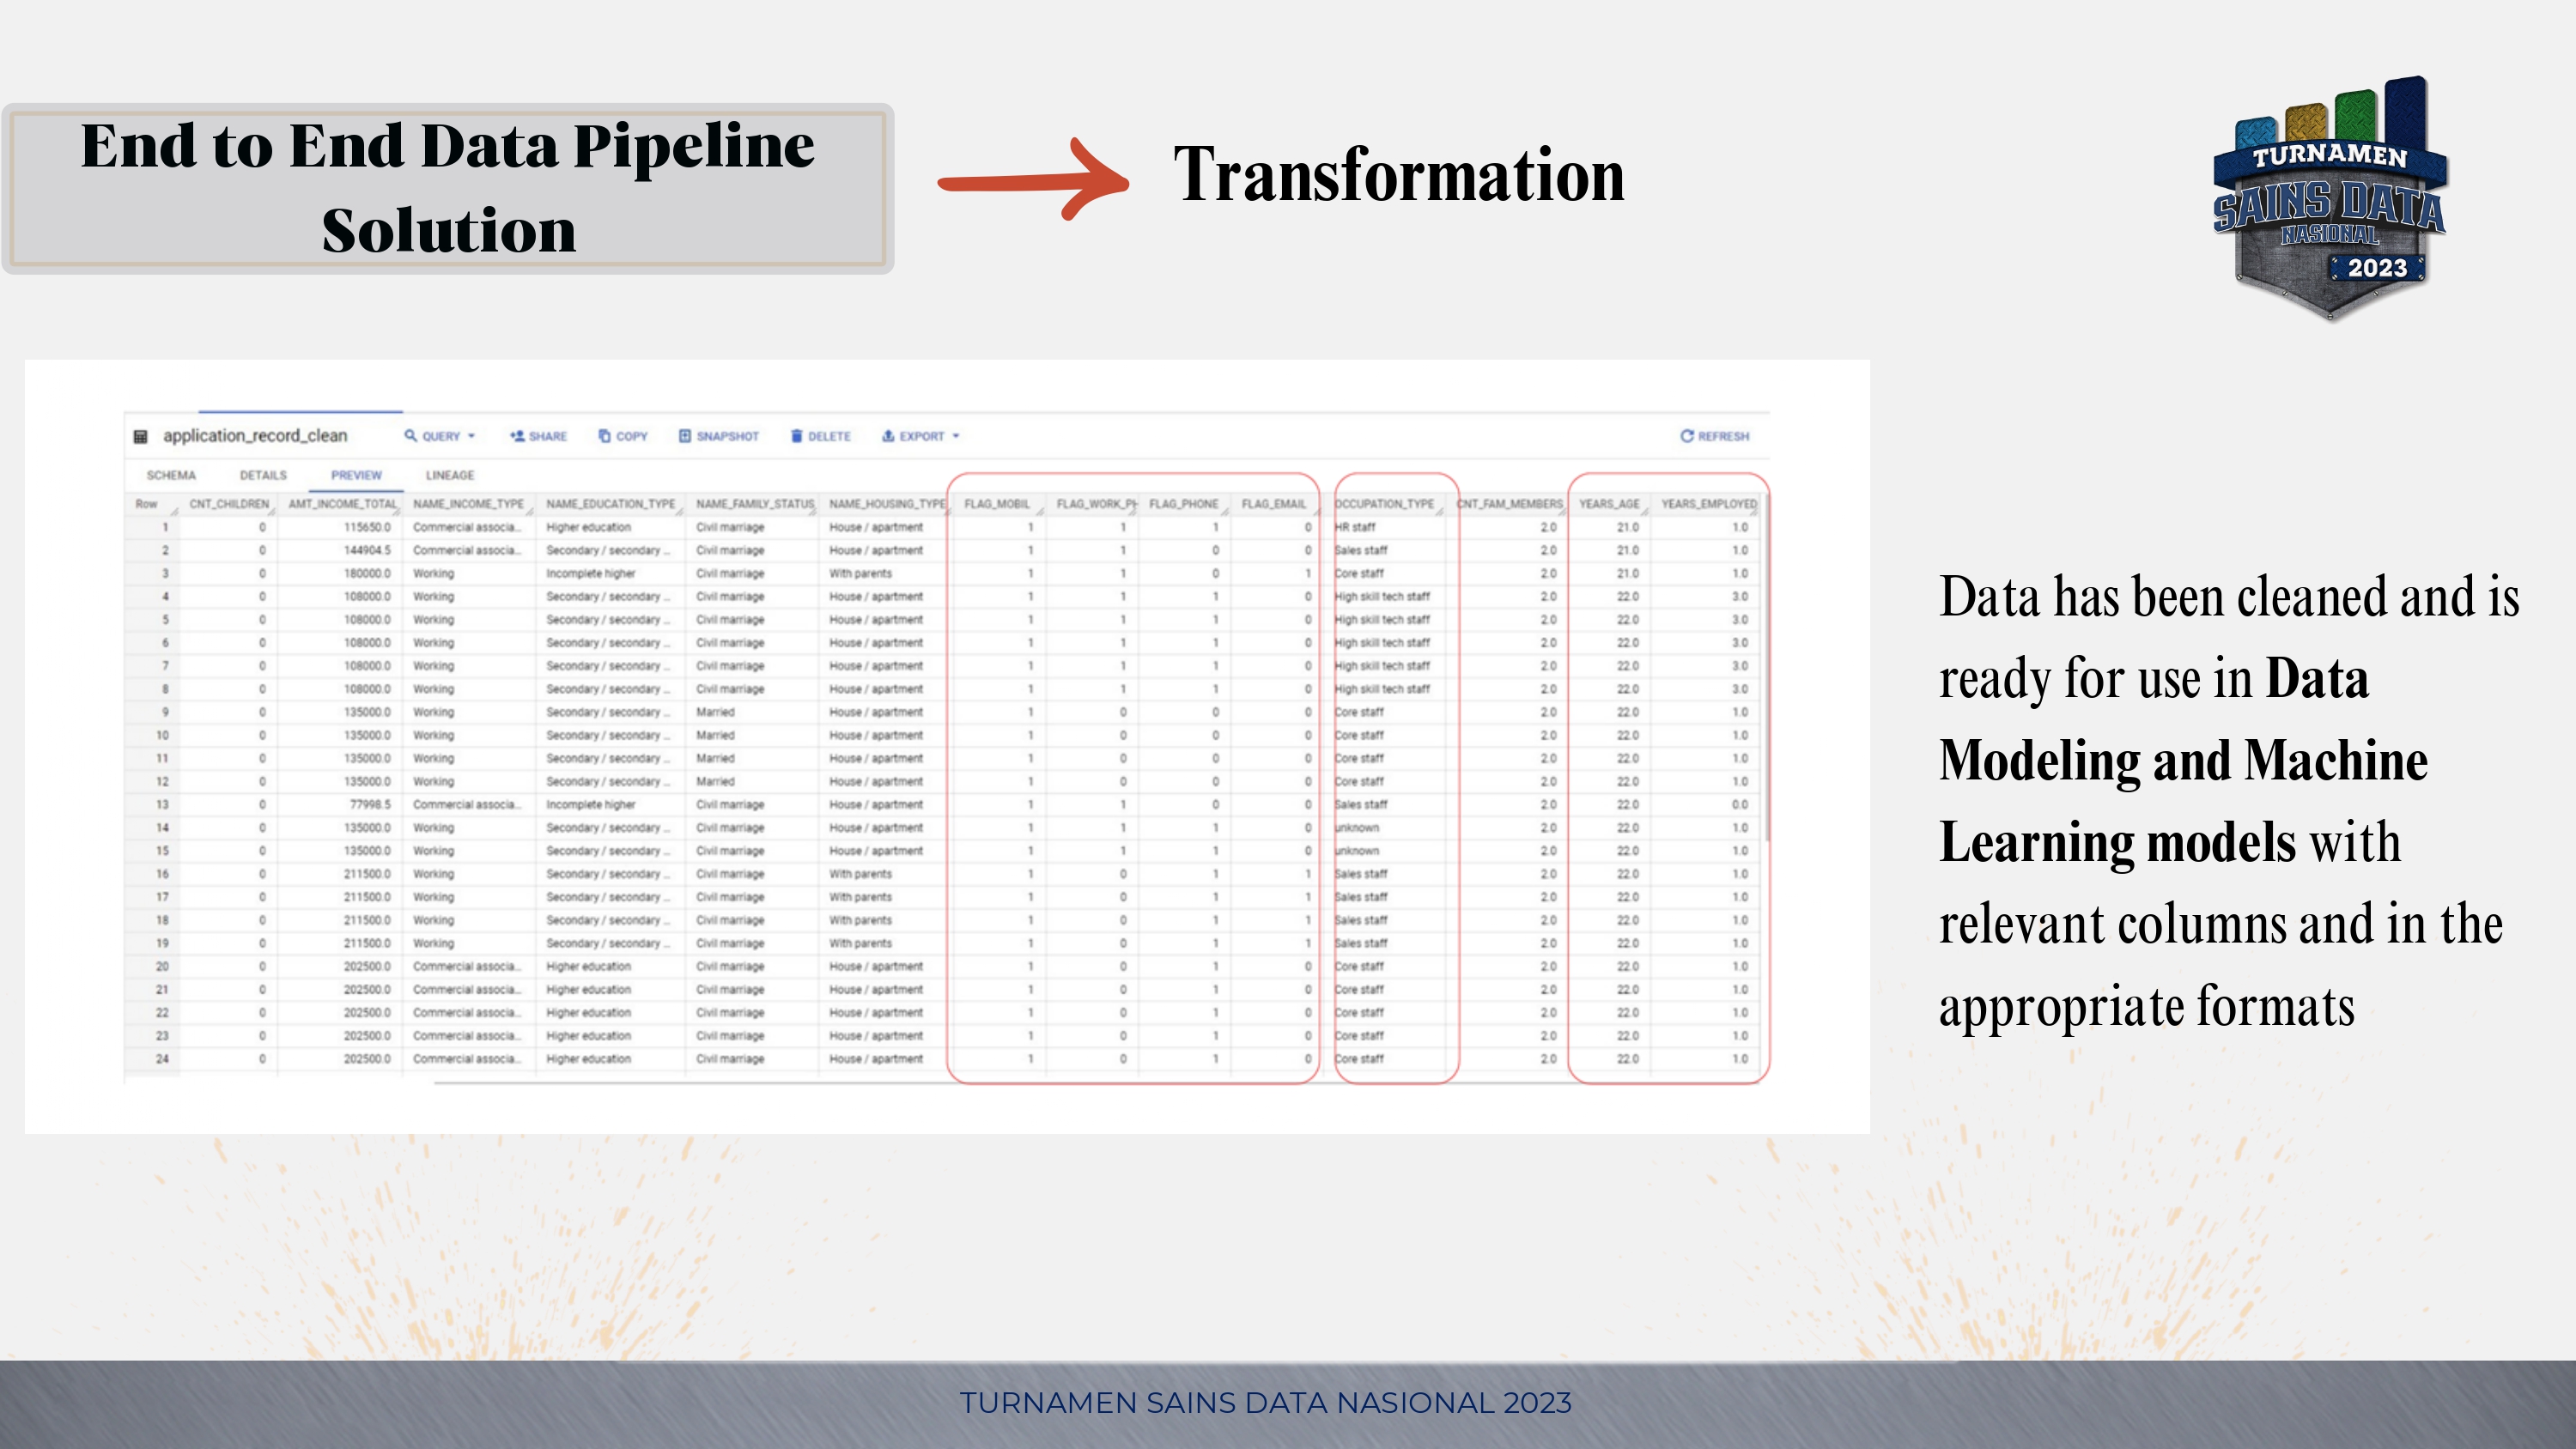 End to End Data Pipeline
Solution
Transformation
TURNAMEN
SAINS DATA
NASIONAL
2023
application_record_clean QUERY SHARE COPY SNAPSHOT DELETE EXPORT REFRESH
SCHEMA DETAILS PREVIEW LINEAGE
Row CNT_CHILDREN AMT_INCOME_TOTAL NAME_INCOME_TYPE NAME_EDUCATION_TYPE NAME_FAMILY_STATUS NAME_HOUSING_TYPE FLAG_MOBIL FLAG_WORK_PH FLAG_PHONE FLAG_EMAIL OCCUPATION_TYPE CNT_FAM_MEMBERS YEARS_AGE YEARS_EMPLOYED
1 0 115650.0 Commercial associa... Higher education Civil marriage House / apartment 1 1 1 0 HR staff 2.0 21.0 1.0
2 0 144904.5 Commercial associa... Secondary / secondary ... Civil marriage House / apartment 1 1 0 0 Sales staff 2.0 21.0 1.0
3 0 180000.0 Working Incomplete higher Civil marriage With parents 1 1 0 1 Core staff 2.0 21.0 1.0
4 0 108000.0 Working Secondary / secondary ... Civil marriage House / apartment 1 1 1 0 High skill tech staff 2.0 22.0 3.0
5 0 108000.0 Working Secondary / secondary ... Civil marriage House / apartment 1 1 1 0 High skill tech staff 2.0 22.0 3.0
6 0 108000.0 Working Secondary / secondary ... Civil marriage House / apartment 1 1 1 0 High skill tech staff 2.0 22.0 3.0
7 0 108000.0 Working Secondary / secondary ... Civil marriage House / apartment 1 1 1 0 High skill tech staff 2.0 22.0 3.0
8 0 108000.0 Working Secondary / secondary ... Civil marriage House / apartment 1 1 1 0 High skill tech staff 2.0 22.0 3.0
9 0 135000.0 Working Secondary / secondary ... Married House / apartment 1 0 0 0 Core staff 2.0 22.0 1.0
10 0 135000.0 Working Secondary / secondary ... Married House / apartment 1 0 0 0 Core staff 2.0 22.0 1.0
11 0 135000.0 Working Secondary / secondary ... Married House / apartment 1 0 0 0 Core staff 2.0 22.0 1.0
12 0 135000.0 Working Secondary / secondary ... Married House / apartment 1 0 0 0 Core staff 2.0 22.0 1.0
13 0 77998.5 Commercial associa... Incomplete higher Civil marriage House / apartment 1 1 0 0 Sales staff 2.0 22.0 0.0
14 0 135000.0 Working Secondary / secondary ... Civil marriage House / apartment 1 1 1 0 unknown 2.0 22.0 1.0
15 0 135000.0 Working Secondary / secondary ... Civil marriage House / apartment 1 1 1 0 unknown 2.0 22.0 1.0
16 0 211500.0 Working Secondary / secondary ... Civil marriage With parents 1 0 1 1 Sales staff 2.0 22.0 1.0
17 0 211500.0 Working Secondary / secondary ... Civil marriage With parents 1 0 1 1 Sales staff 2.0 22.0 1.0
18 0 211500.0 Working Secondary / secondary ... Civil marriage With parents 1 0 1 1 Sales staff 2.0 22.0 1.0
19 0 211500.0 Working Secondary / secondary ... Civil marriage With parents 1 0 1 1 Sales staff 2.0 22.0 1.0
20 0 202500.0 Commercial associa... Higher education Civil marriage House / apartment 1 0 1 0 Core staff 2.0 22.0 1.0
21 0 202500.0 Commercial associa... Higher education Civil marriage House / apartment 1 0 1 0 Core staff 2.0 22.0 1.0
22 0 202500.0 Commercial associa... Higher education Civil marriage House / apartment 1 0 1 0 Core staff 2.0 22.0 1.0
23 0 202500.0 Commercial associa... Higher education Civil marriage House / apartment 1 0 1 0 Core staff 2.0 22.0 1.0
24 0 202500.0 Commercial associa... Higher education Civil marriage House / apartment 1 0 1 0 Core staff 2.0 22.0 1.0
Data has been cleaned and is
ready for use in Data
Modeling and Machine
Learning models with
relevant columns and in the
appropriate formats
TURNAMEN SAINS DATA NASIONAL 2023